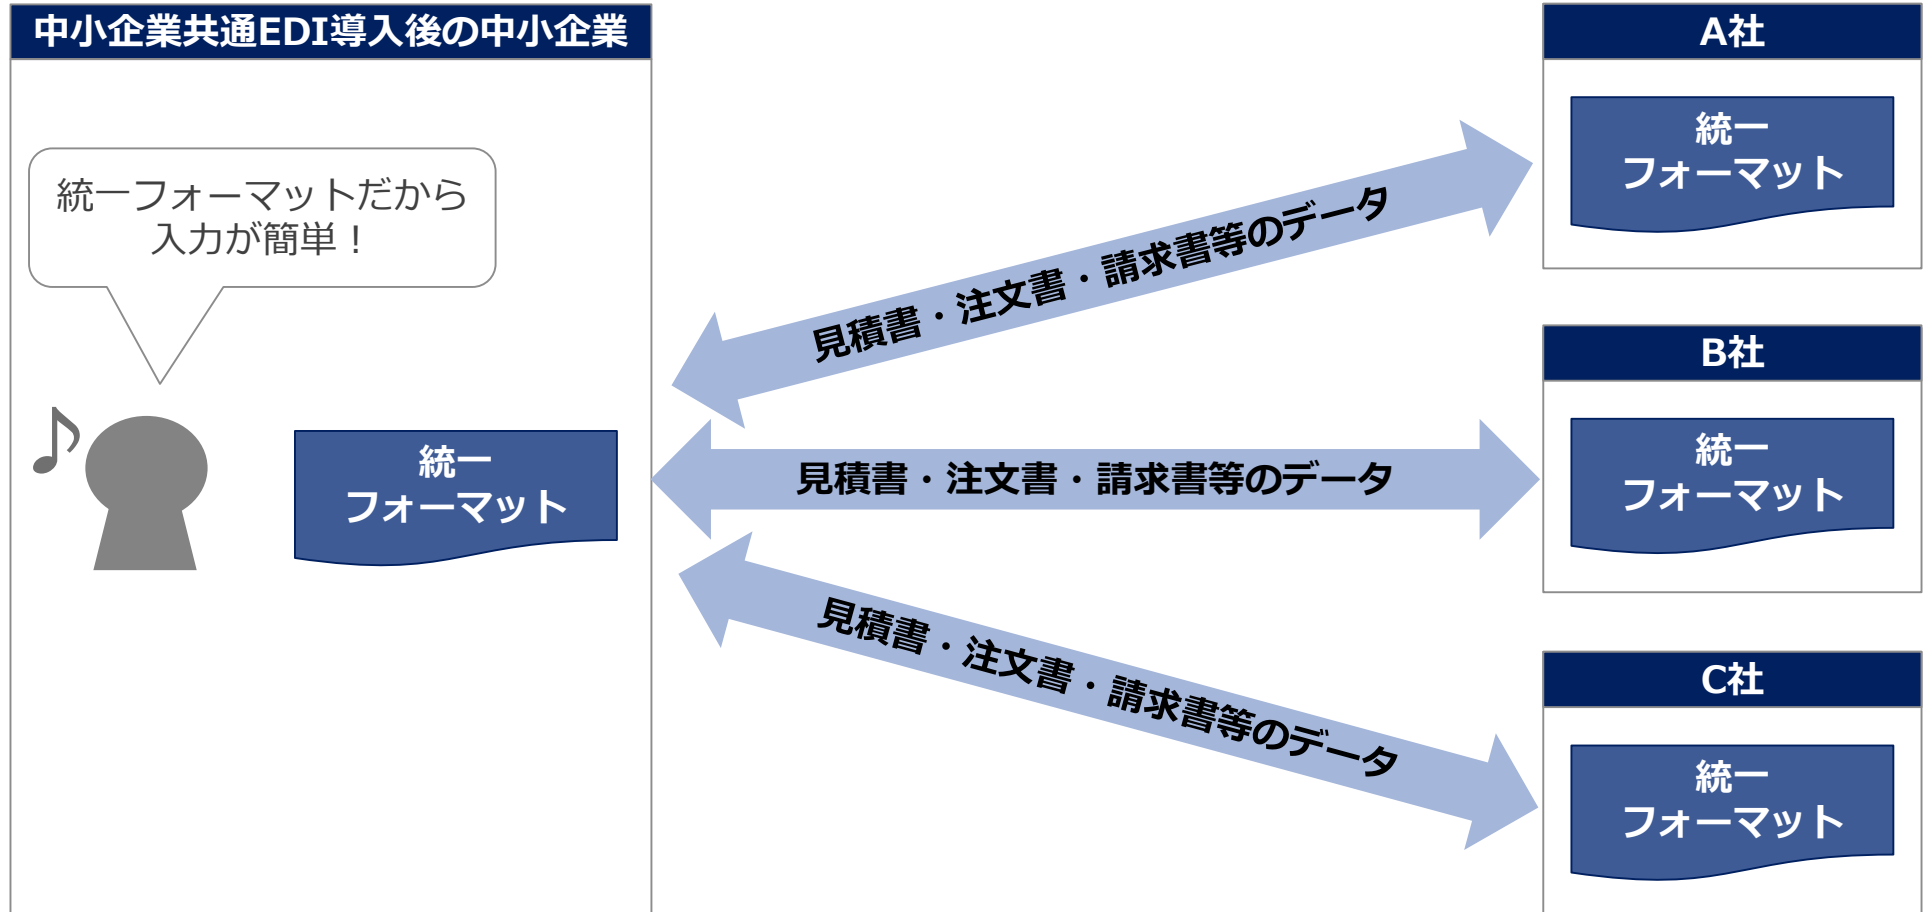 中小企業共通EDI導入後の中小企業
統一フォーマットだから
入力が簡単！
統一
フォーマット
見積書・注文書・請求書等のデータ
見積書・注文書・請求書等のデータ
見積書・注文書・請求書等のデータ
A社
統一
フォーマット
B社
統一
フォーマット
C社
統一
フォーマット